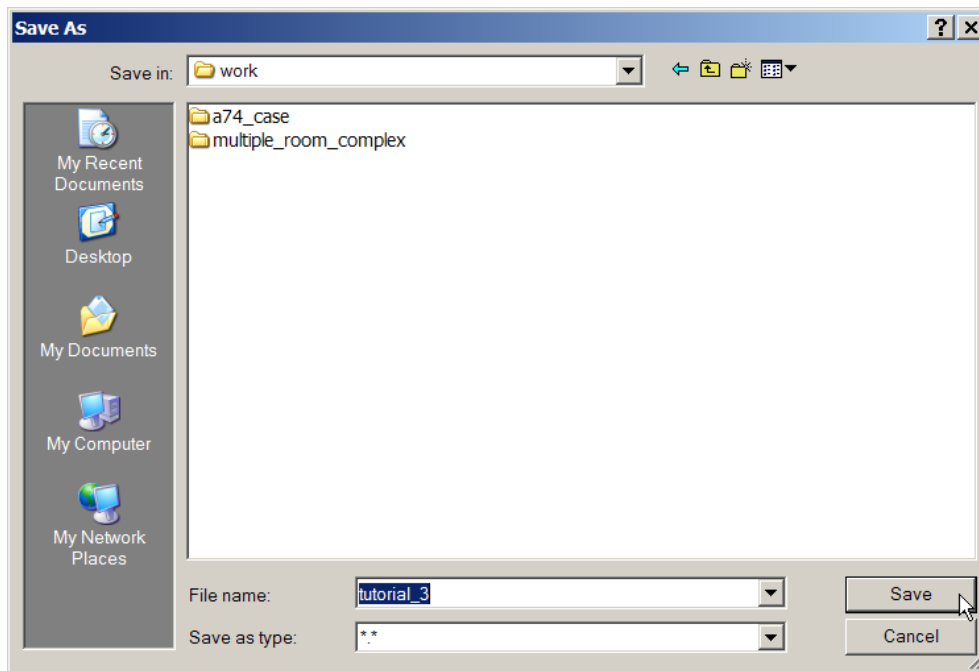 Save As
Save in:
work
a74_case
multiple_room_complex
My Recent
Documents
Desktop
My Documents
My Computer
My Network
Places
File name:
tutorial_3
Save
Save as type:
*.*
Cancel